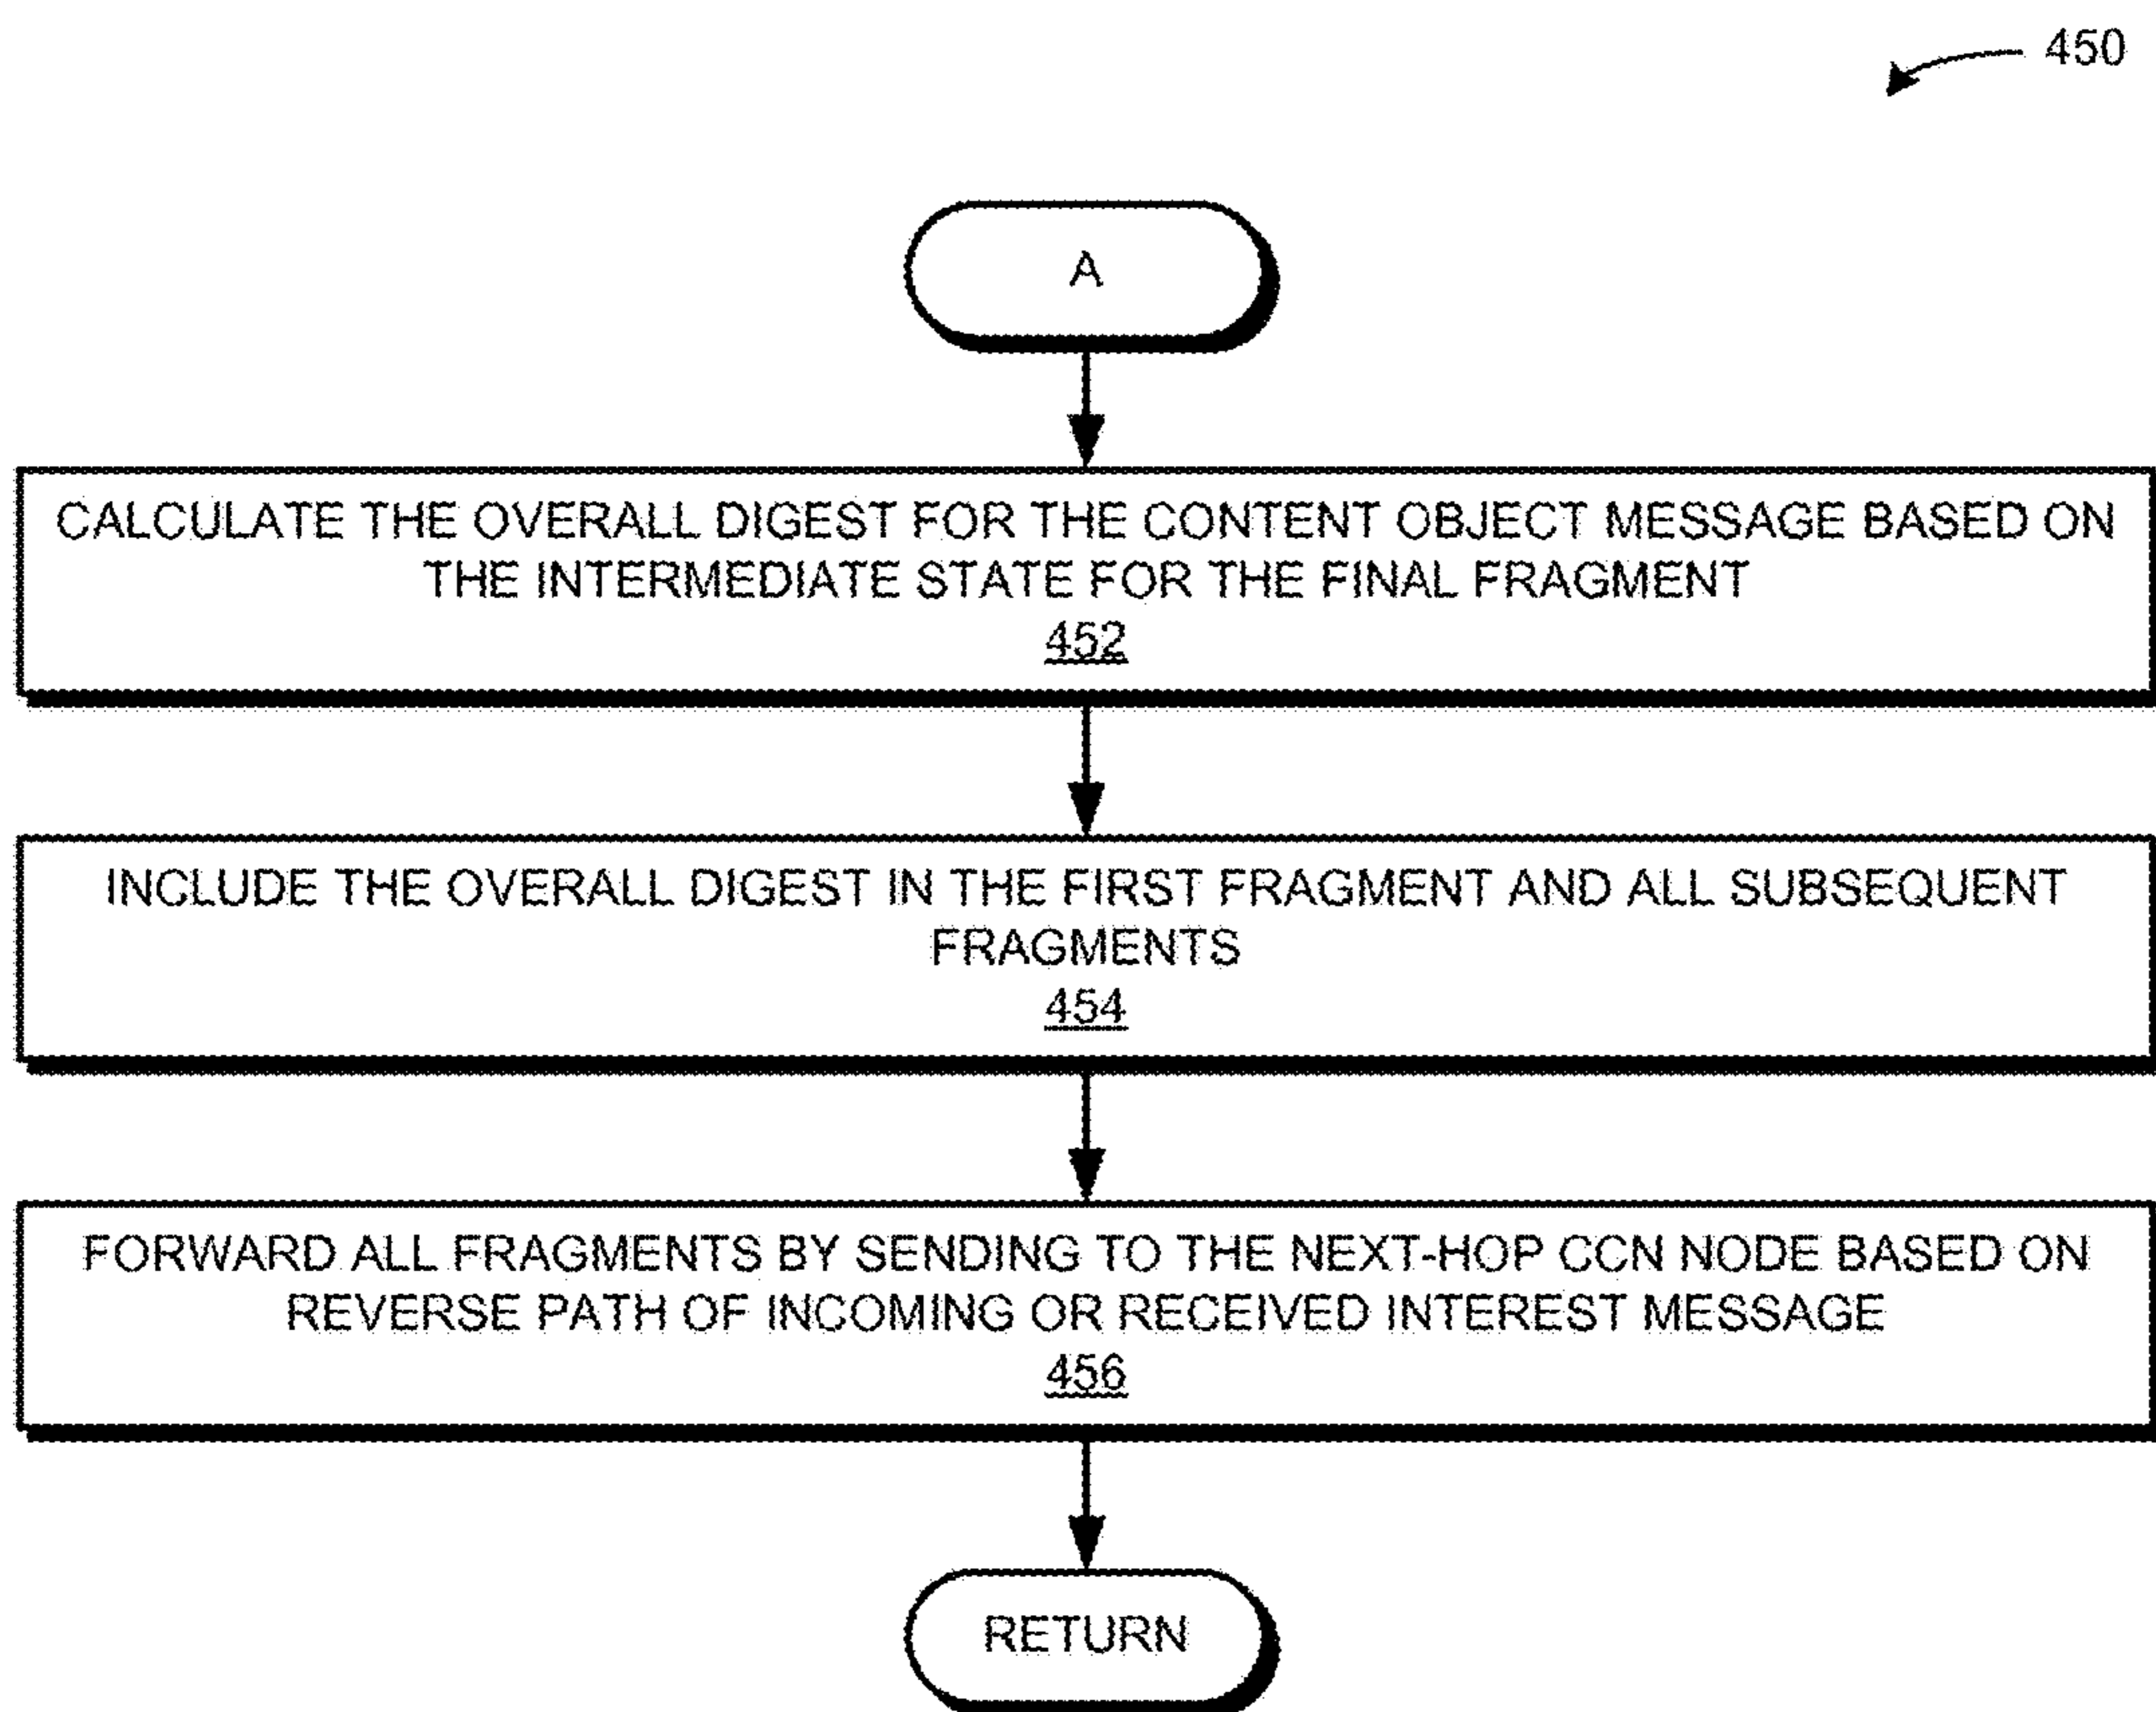 450
A
CALCULATE THE OVERALL DIGEST FOR THE CONTENT OBJECT MESSAGE BASED ON
THE INTERMEDIATE STATE FOR THE FINAL FRAGMENT
452
INCLUDE THE OVERALL DIGEST IN THE FIRST FRAGMENT AND ALL SUBSEQUENT
FRAGMENTS
454
FORWARD ALL FRAGMENTS BY SENDING TO THE NEXT-HOP CCN NODE BASED ON
REVERSE PATH OF INCOMING OR RECEIVED INTEREST MESSAGE
456
RETURN